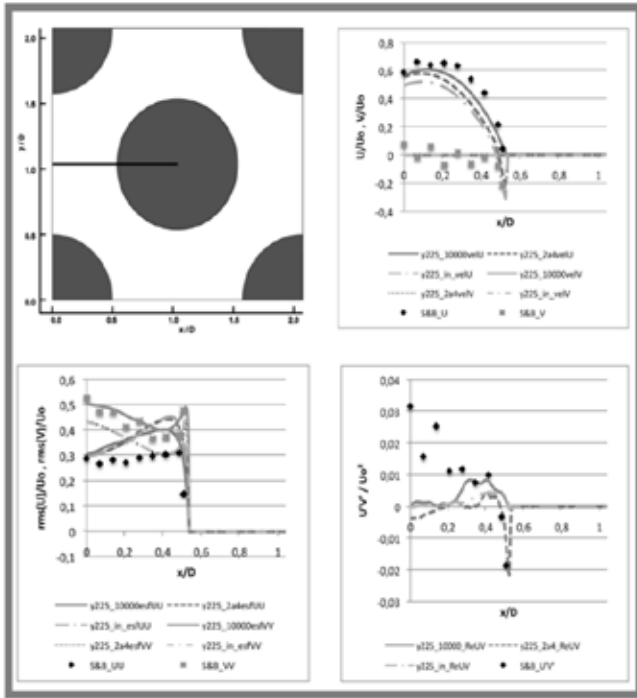 2.0
1.5
y/D
1.0
0.5
0.0
0.0 0.5 1.0 1.5 2.0
x/D
0,8
0,6
0,4
0,2
0
-0,2
-0,4
U/Uo , V/Uo
0 0,2 0,4 0,6 0,8 1
x/D
y225_10000velU y225_2a4velU
y225_in_velU y225_10000velV
y225_2a4velV y225_in_velV
S&B_U S&B_V
0,6
0,5
0,4
0,3
0,2
0,1
0
-0,1
rms(U)/Uo , rms(V)/Uo
0 0,2 0,4 0,6 0,8 1
x/D
y225_10000esfUU y225_2a4esfUU
y225_in_esfUU y225_10000esfVV
y225_2a4esfVV y225_in_esfVV
S&B_UU S&B_VV
0,04
0,03
0,02
0,01
0
-0,01
-0,02
-0,03
U'V' / Uo²
0 0,2 0,4 0,6 0,8 1
x/D
y225_10000_ReUV y225_2a4_ReUV
y225_in_ReUV S&B_U'V'